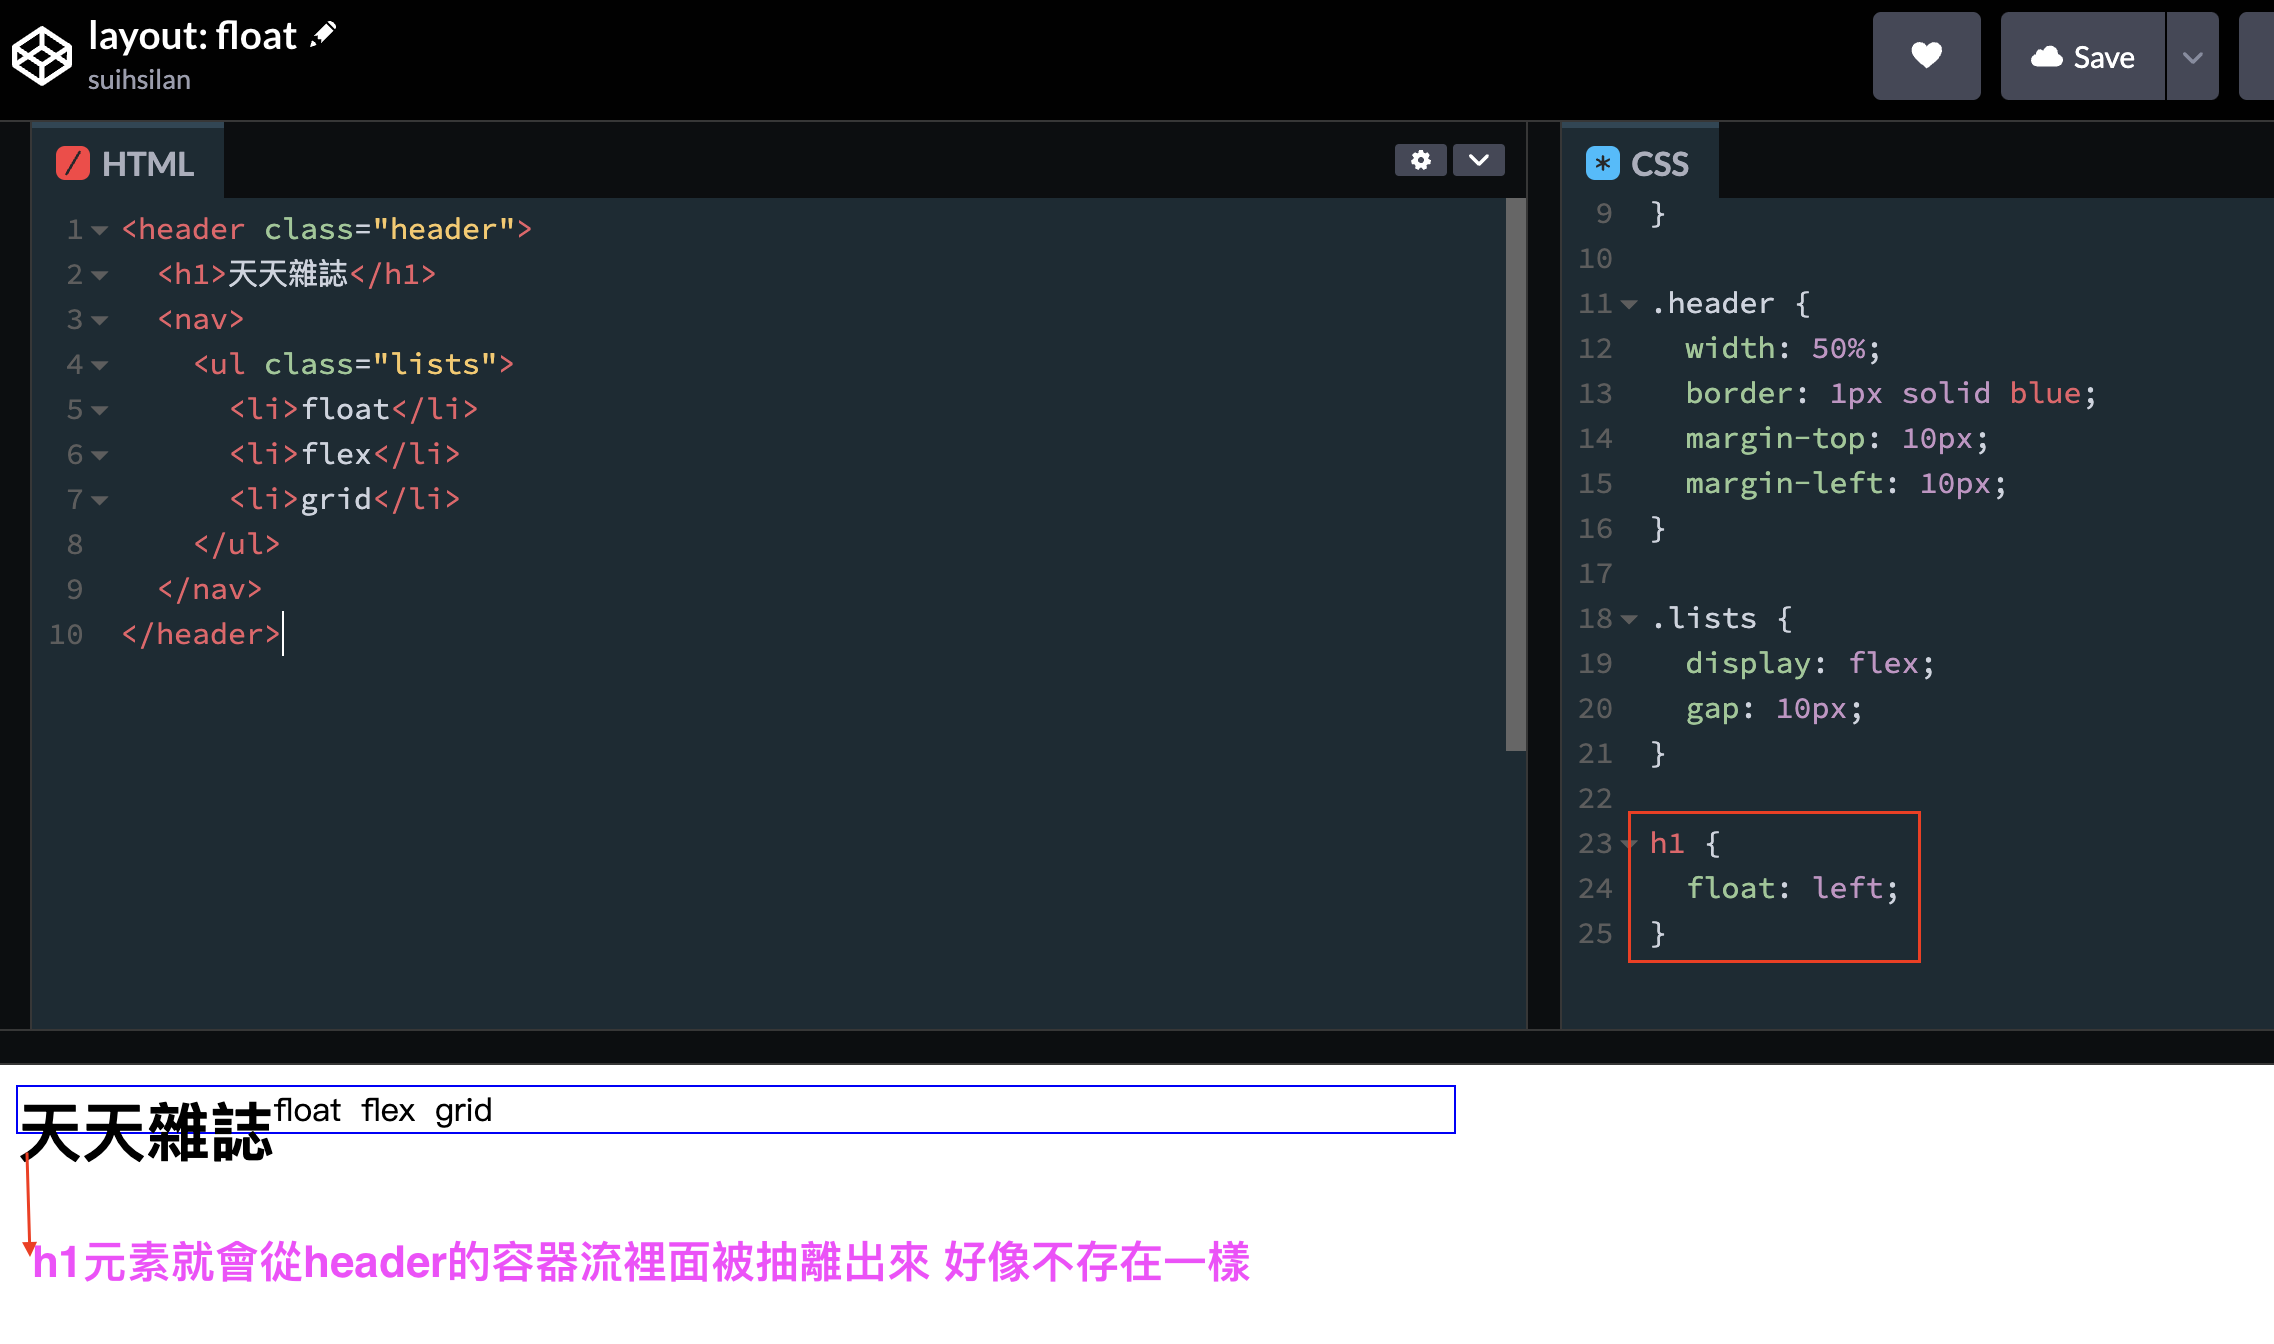 layout: float
suihsilan
Save
HTML
1 <header class="header">
2 <h1>天天雜誌</h1>
3 <nav>
4 <ul class="lists">
5 <li>float</li>
6 <li>flex</li>
7 <li>grid</li>
8 </ul>
9 </nav>
10 </header>
CSS
9 }
10
11 .header {
12 width: 50%;
13 border: 1px solid blue;
14 margin-top: 10px;
15 margin-left: 10px;
16 }
17
18 .lists {
19 display: flex;
20 gap: 10px;
21 }
22
23 h1 {
24 float: left;
25 }
天天雜誌 float flex grid
h1元素就會從header的容器流裡面被抽離出來 好像不存在一樣